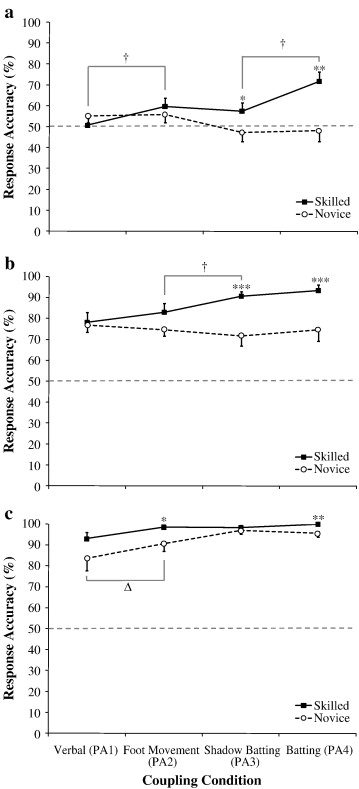 a
†
†
**
*
100
90
80
70
60
50
40
30
20
10
0
Response Accuracy (%)
Skilled
Novice
b
†
***
***
100
90
80
70
60
50
40
30
20
10
0
Response Accuracy (%)
Skilled
Novice
c
*
**
Δ
100
90
80
70
60
50
40
30
20
10
0
Response Accuracy (%)
Skilled
Novice
Verbal (PA1) Foot Movement Shadow Batting Batting (PA4)
(PA2) (PA3)
Coupling Condition